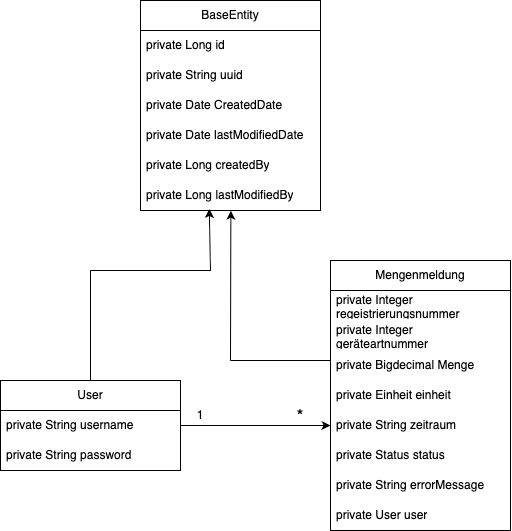 BaseEntity
private Long id
private String uuid
private Date CreatedDate
private Date lastModifiedDate
private Long createdBy
private Long lastModifiedBy
Mengenmeldung
private Integer
regeistrierungsnummer
private Integer
geräteartnummer
private Bigdecimal Menge
private Einheit einheit
private String zeitraum
private Status status
private String errorMessage
private User user
User
private String username
private String password
1
*